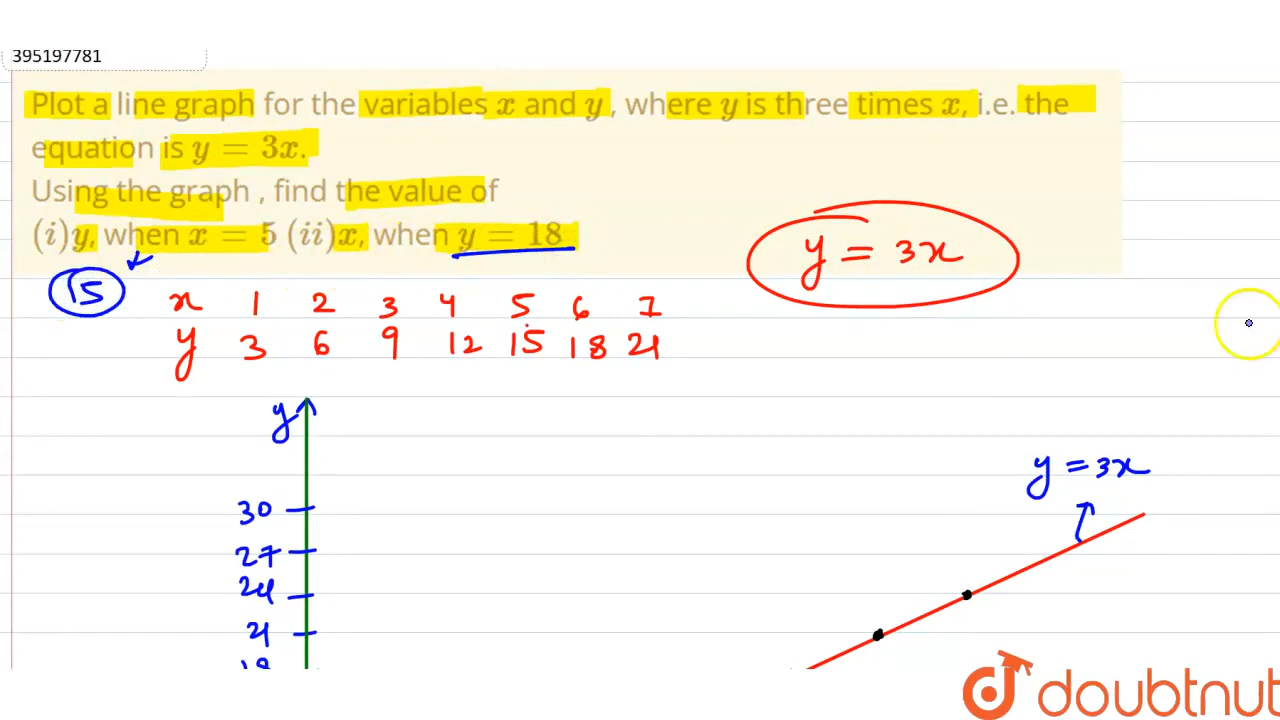 395197781
Plot a line graph for the variables x and y, where y is three times x, i.e. the
equation is y = 3x.
Using the graph , find the value of
(i)y, when x = 5 (ii)x, when y = 18
y = 3x
15
x 1 2 3 4 5 6 7
y 3 6 9 12 15 18 21
y
y = 3x
30
27
24
21
18
doubtnut